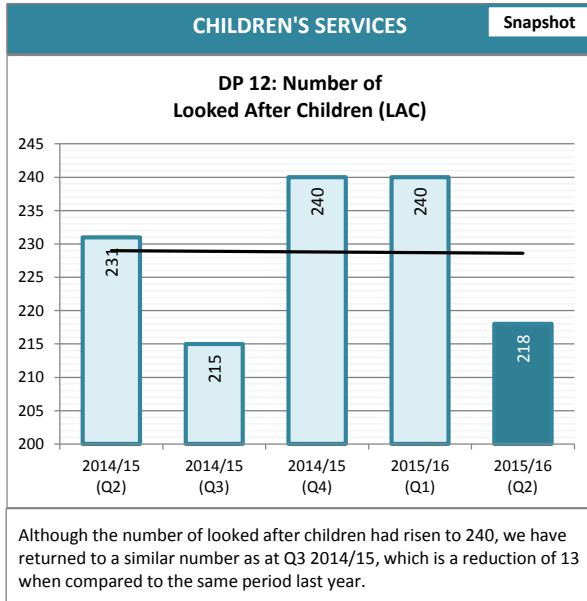 CHILDREN'S SERVICES
Snapshot
DP 12: Number of
Looked After Children (LAC)
245
240
235
230
225
220
215
210
205
200
231
215
240
240
218
2014/15 2014/15 2014/15 2015/16 2015/16
(Q2) (Q3) (Q4) (Q1) (Q2)
Although the number of looked after children had risen to 240, we have
returned to a similar number as at Q3 2014/15, which is a reduction of 13
when compared to the same period last year.